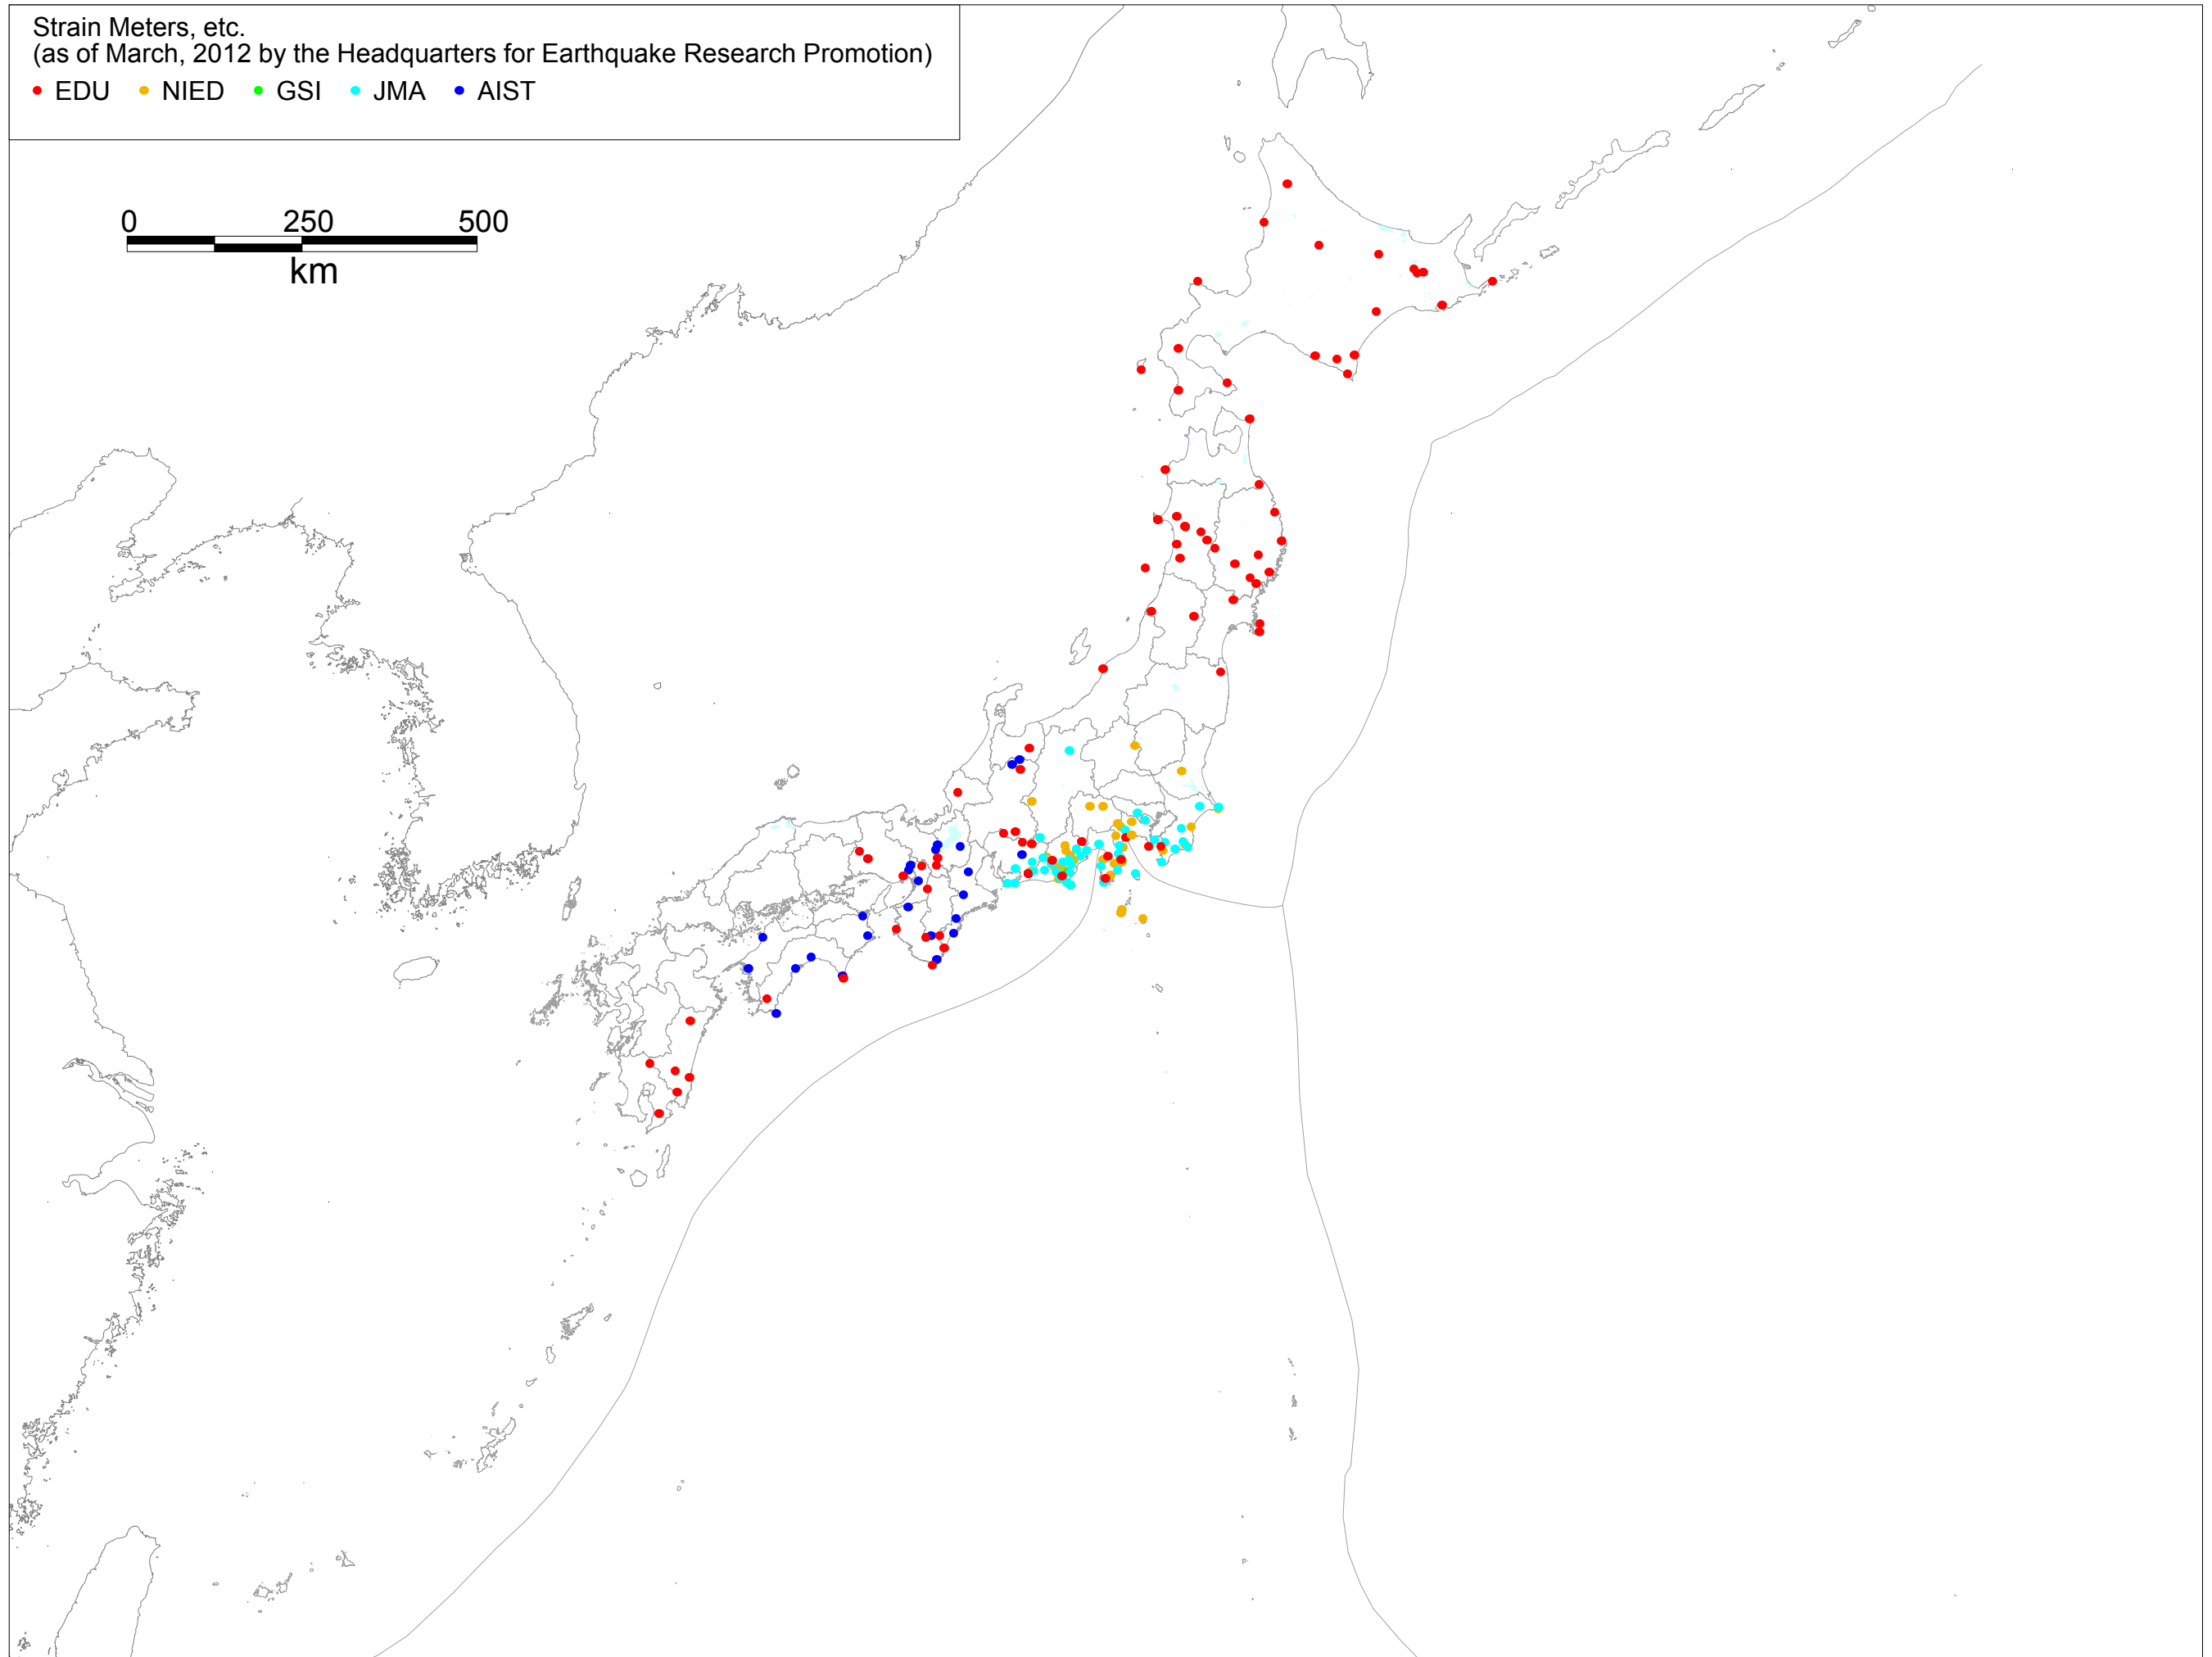 Strain Meters, etc.
(as of March, 2012 by the Headquarters for Earthquake Research Promotion)
EDU NIED GSI JMA AIST
0 250 500
km